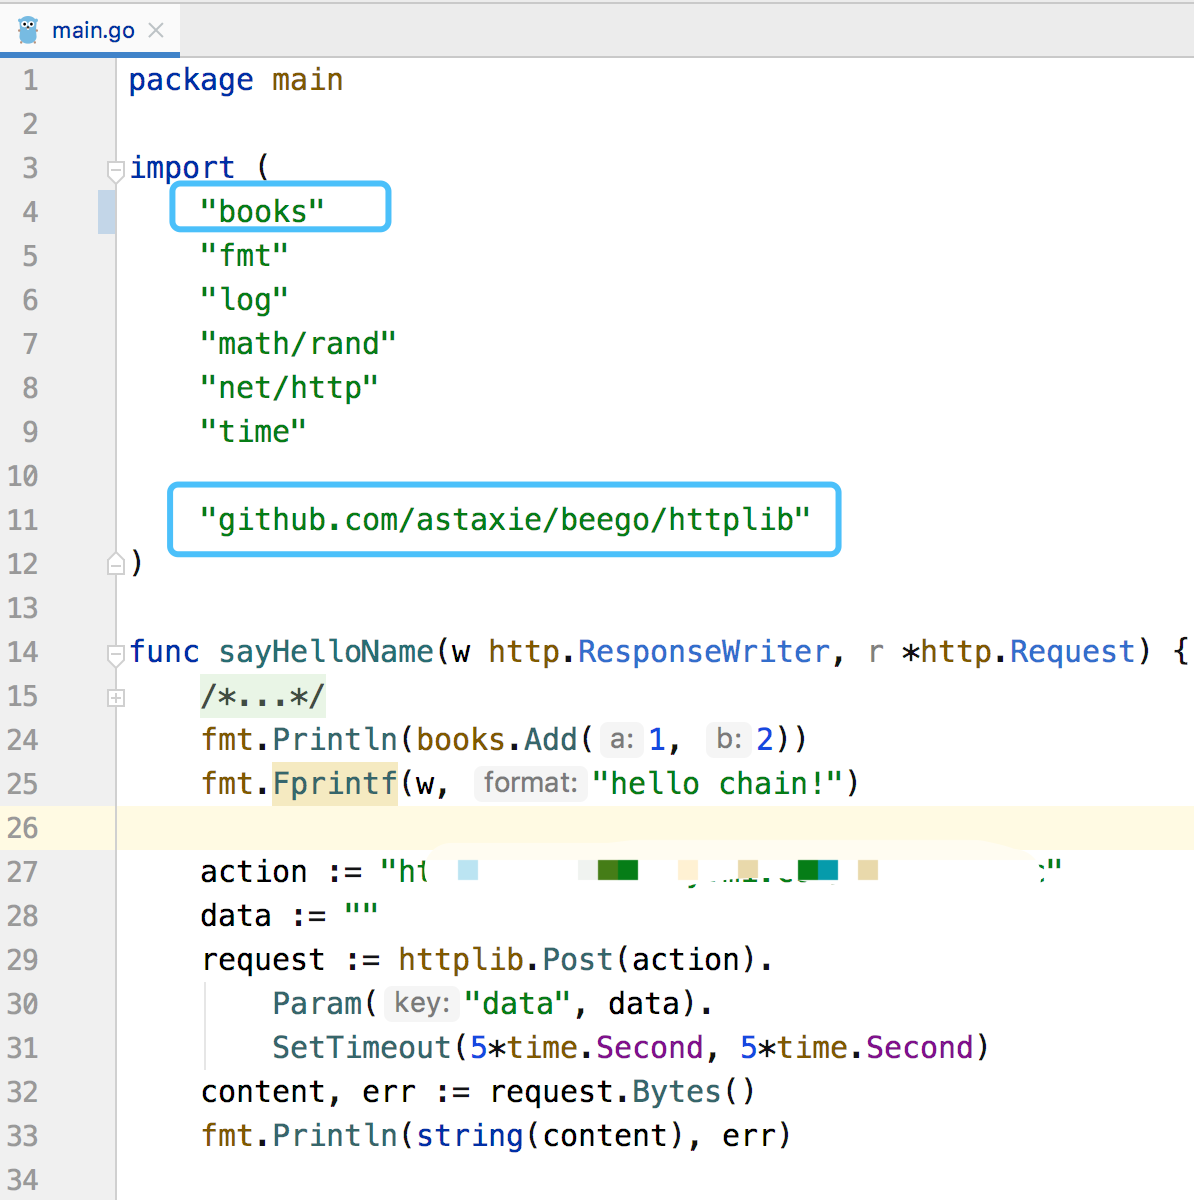 main.go
1 package main
2
3 import (
4 "books"
5 "fmt"
6 "log"
7 "math/rand"
8 "net/http"
9 "time"
10
11 "github.com/astaxie/beego/httplib"
12 )
13
14 func sayHelloName(w http.ResponseWriter, r *http.Request) {
15 /*...*/
24 fmt.Println(books.Add( a: 1, b: 2))
25 fmt.Fprintf(w, format: "hello chain!")
26
27 action := "ht "
28 data := ""
29 request := httplib.Post(action).
30 Param( key: "data", data).
31 SetTimeout(5*time.Second, 5*time.Second)
32 content, err := request.Bytes()
33 fmt.Println(string(content), err)
34